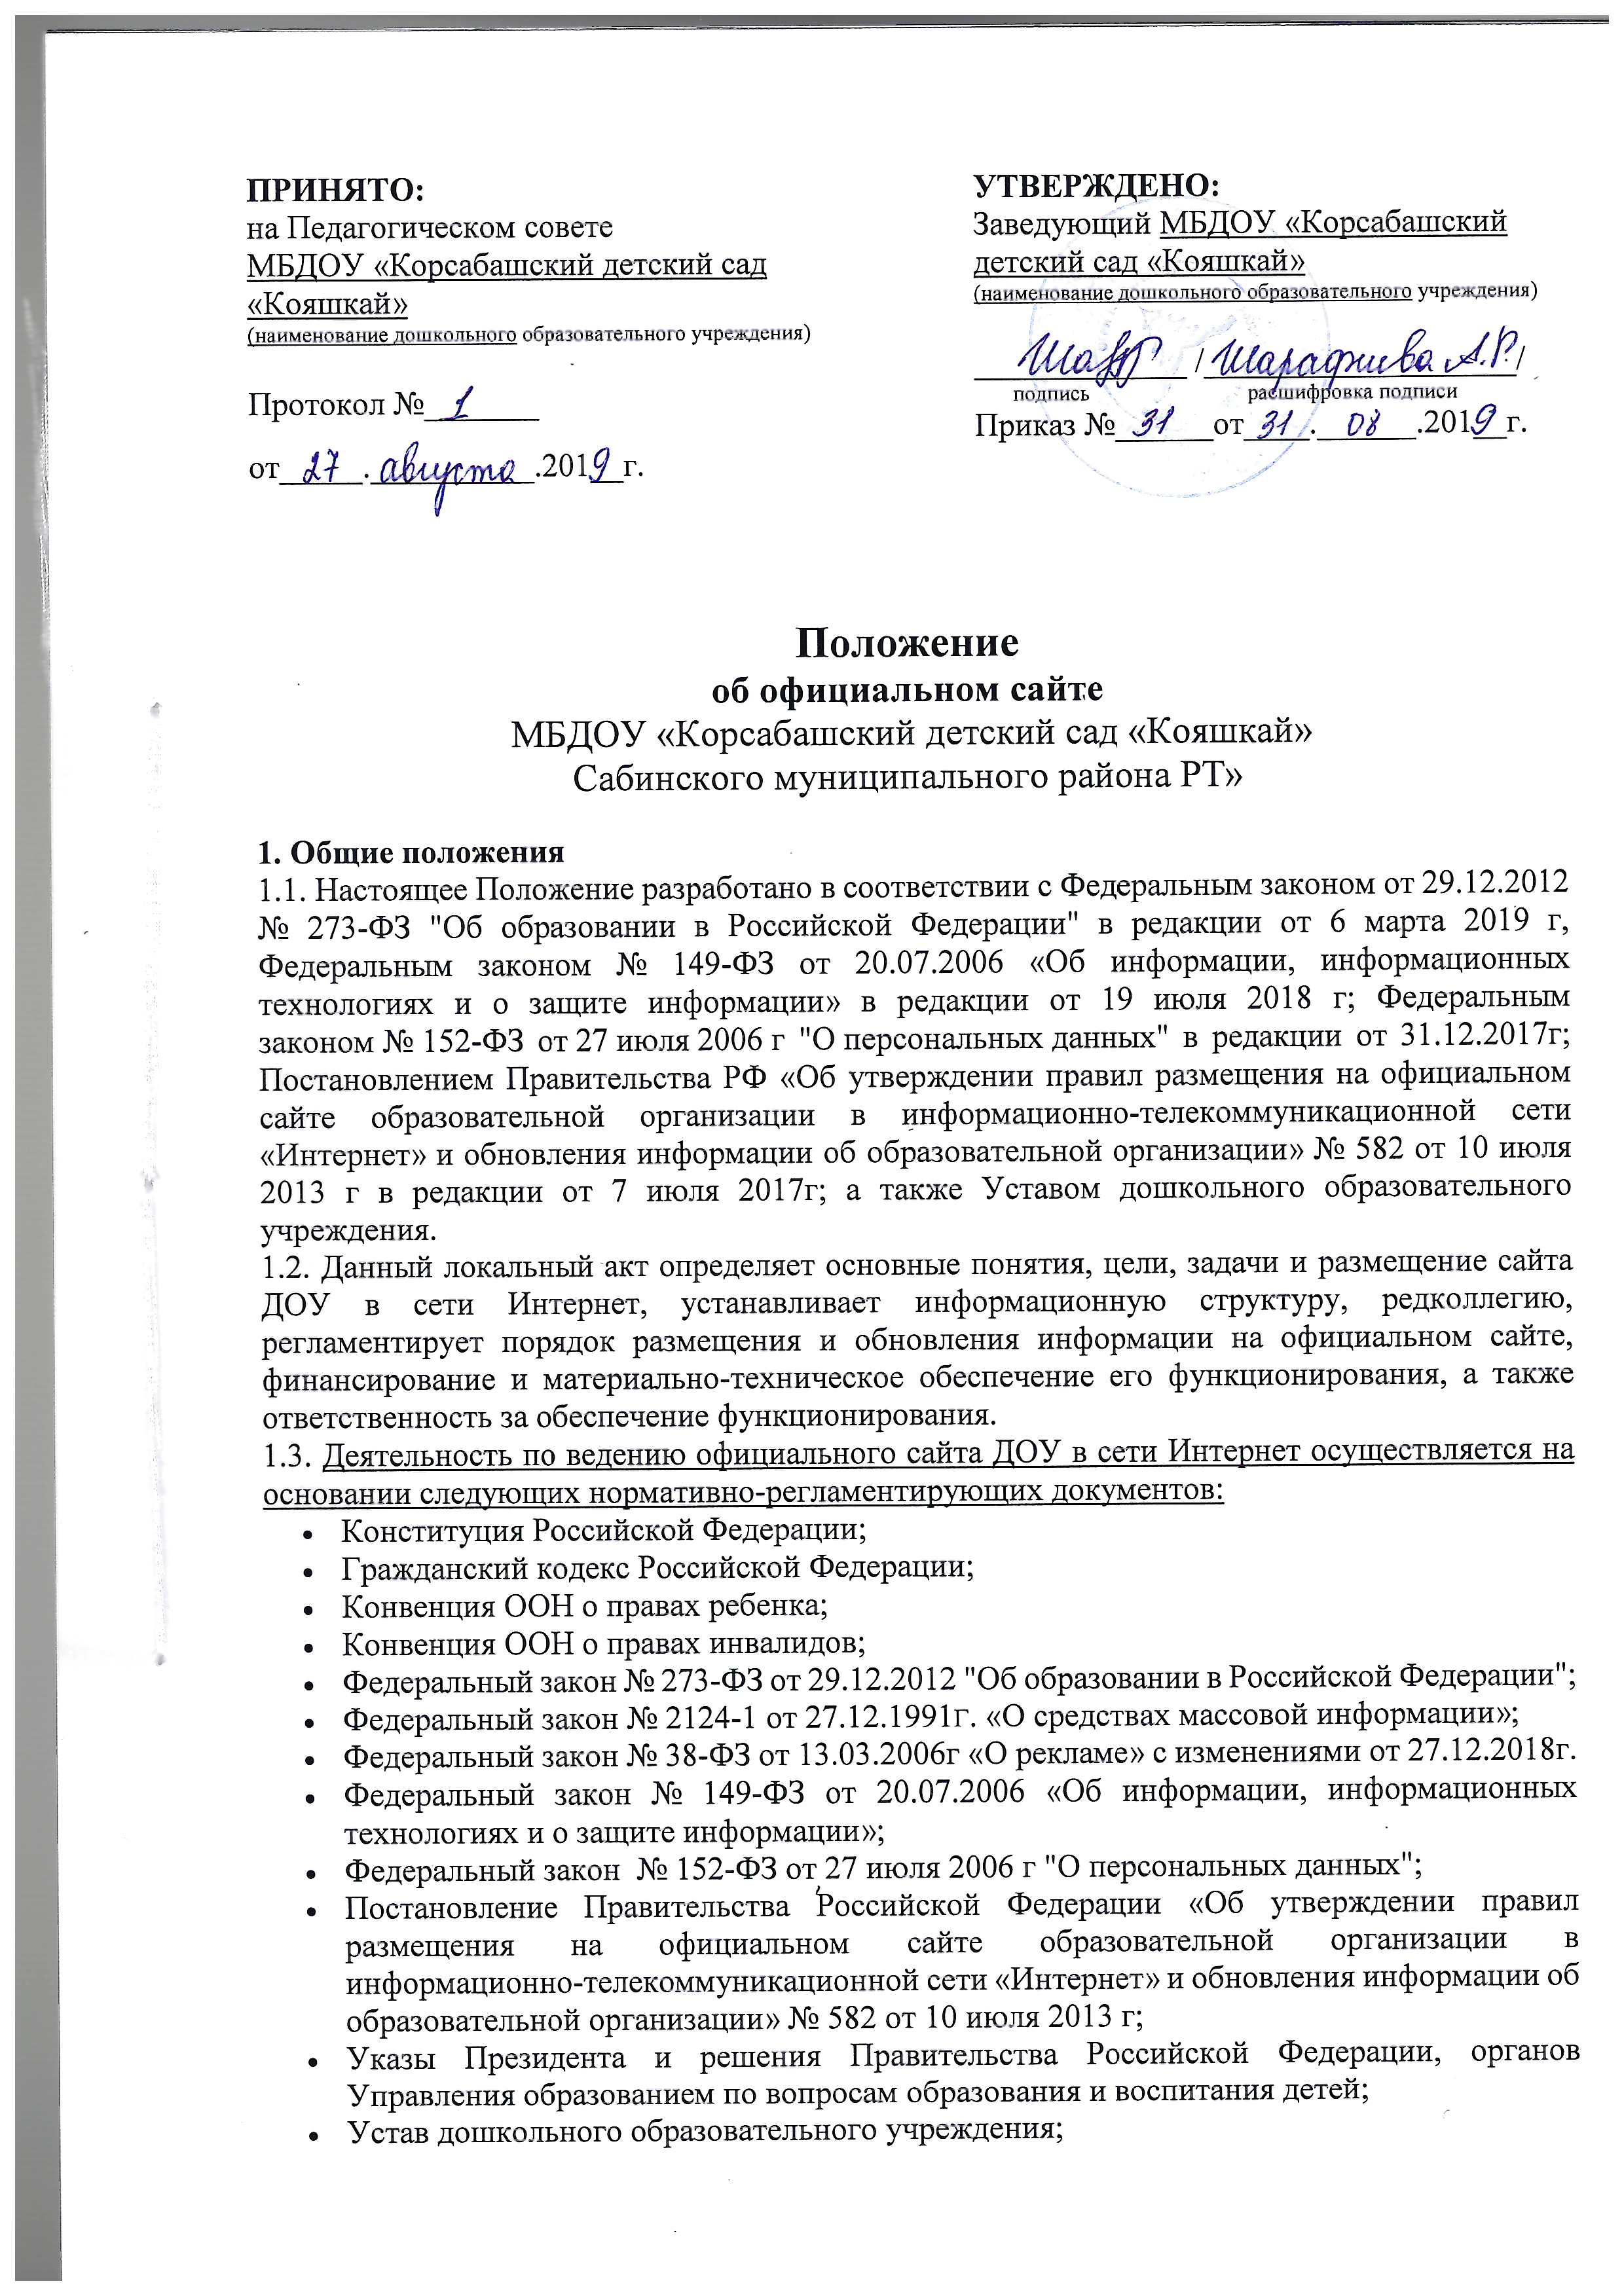 ПРИНЯТО:
на Педагогическом совете
МБДОУ «Корсабашский детский сад
«Кояшкай»
(наименование дошкольного образовательного учреждения)
Протокол № 1
от 27 . августа .2019 г.
УТВЕРЖДЕНО:
Заведующий МБДОУ «Корсабашский
детский сад «Кояшкай»
(наименование дошкольного образовательного учреждения)
/ А.Р. /
подпись расшифровка подписи
Приказ № 31 от 31 . 08 .2019 г.
Положение
об официальном сайте
МБДОУ «Корсабашский детский сад «Кояшкай»
Сабинского муниципального района РТ»
1. Общие положения
1.1. Настоящее Положение разработано в соответствии с Федеральным законом от 29.12.2012
№ 273-ФЗ "Об образовании в Российской Федерации" в редакции от 6 марта 2019 г,
Федеральным законом № 149-ФЗ от 20.07.2006 «Об информации, информационных
технологиях и о защите информации» в редакции от 19 июля 2018 г; Федеральным
законом № 152-ФЗ от 27 июля 2006 г "О персональных данных" в редакции от 31.12.2017г;
Постановлением Правительства РФ «Об утверждении правил размещения на официальном
сайте образовательной организации в информационно-телекоммуникационной сети
«Интернет» и обновления информации об образовательной организации» № 582 от 10 июля
2013 г в редакции от 7 июля 2017г; а также Уставом дошкольного образовательного
учреждения.
1.2. Данный локальный акт определяет основные понятия, цели, задачи и размещение сайта
ДОУ в сети Интернет, устанавливает информационную структуру, редколлегию,
регламентирует порядок размещения и обновления информации на официальном сайте,
финансирование и материально-техническое обеспечение его функционирования, а также
ответственность за обеспечение функционирования.
1.3. Деятельность по ведению официального сайта ДОУ в сети Интернет осуществляется на
основании следующих нормативно-регламентирующих документов:
• Конституция Российской Федерации;
• Гражданский кодекс Российской Федерации;
• Конвенция ООН о правах ребенка;
• Конвенция ООН о правах инвалидов;
• Федеральный закон № 273-ФЗ от 29.12.2012 "Об образовании в Российской Федерации";
• Федеральный закон № 2124-1 от 27.12.1991г. «О средствах массовой информации»;
• Федеральный закон № 38-ФЗ от 13.03.2006г «О рекламе» с изменениями от 27.12.2018г.
• Федеральный закон № 149-ФЗ от 20.07.2006 «Об информации, информационных
технологиях и о защите информации»;
• Федеральный закон № 152-ФЗ от 27 июля 2006 г "О персональных данных";
• Постановление Правительства Российской Федерации «Об утверждении правил
размещения на официальном сайте образовательной организации в
информационно-телекоммуникационной сети «Интернет» и обновления информации об
образовательной организации» № 582 от 10 июля 2013 г;
• Указы Президента и решения Правительства Российской Федерации, органов
Управления образованием по вопросам образования и воспитания детей;
• Устав дошкольного образовательного учреждения;